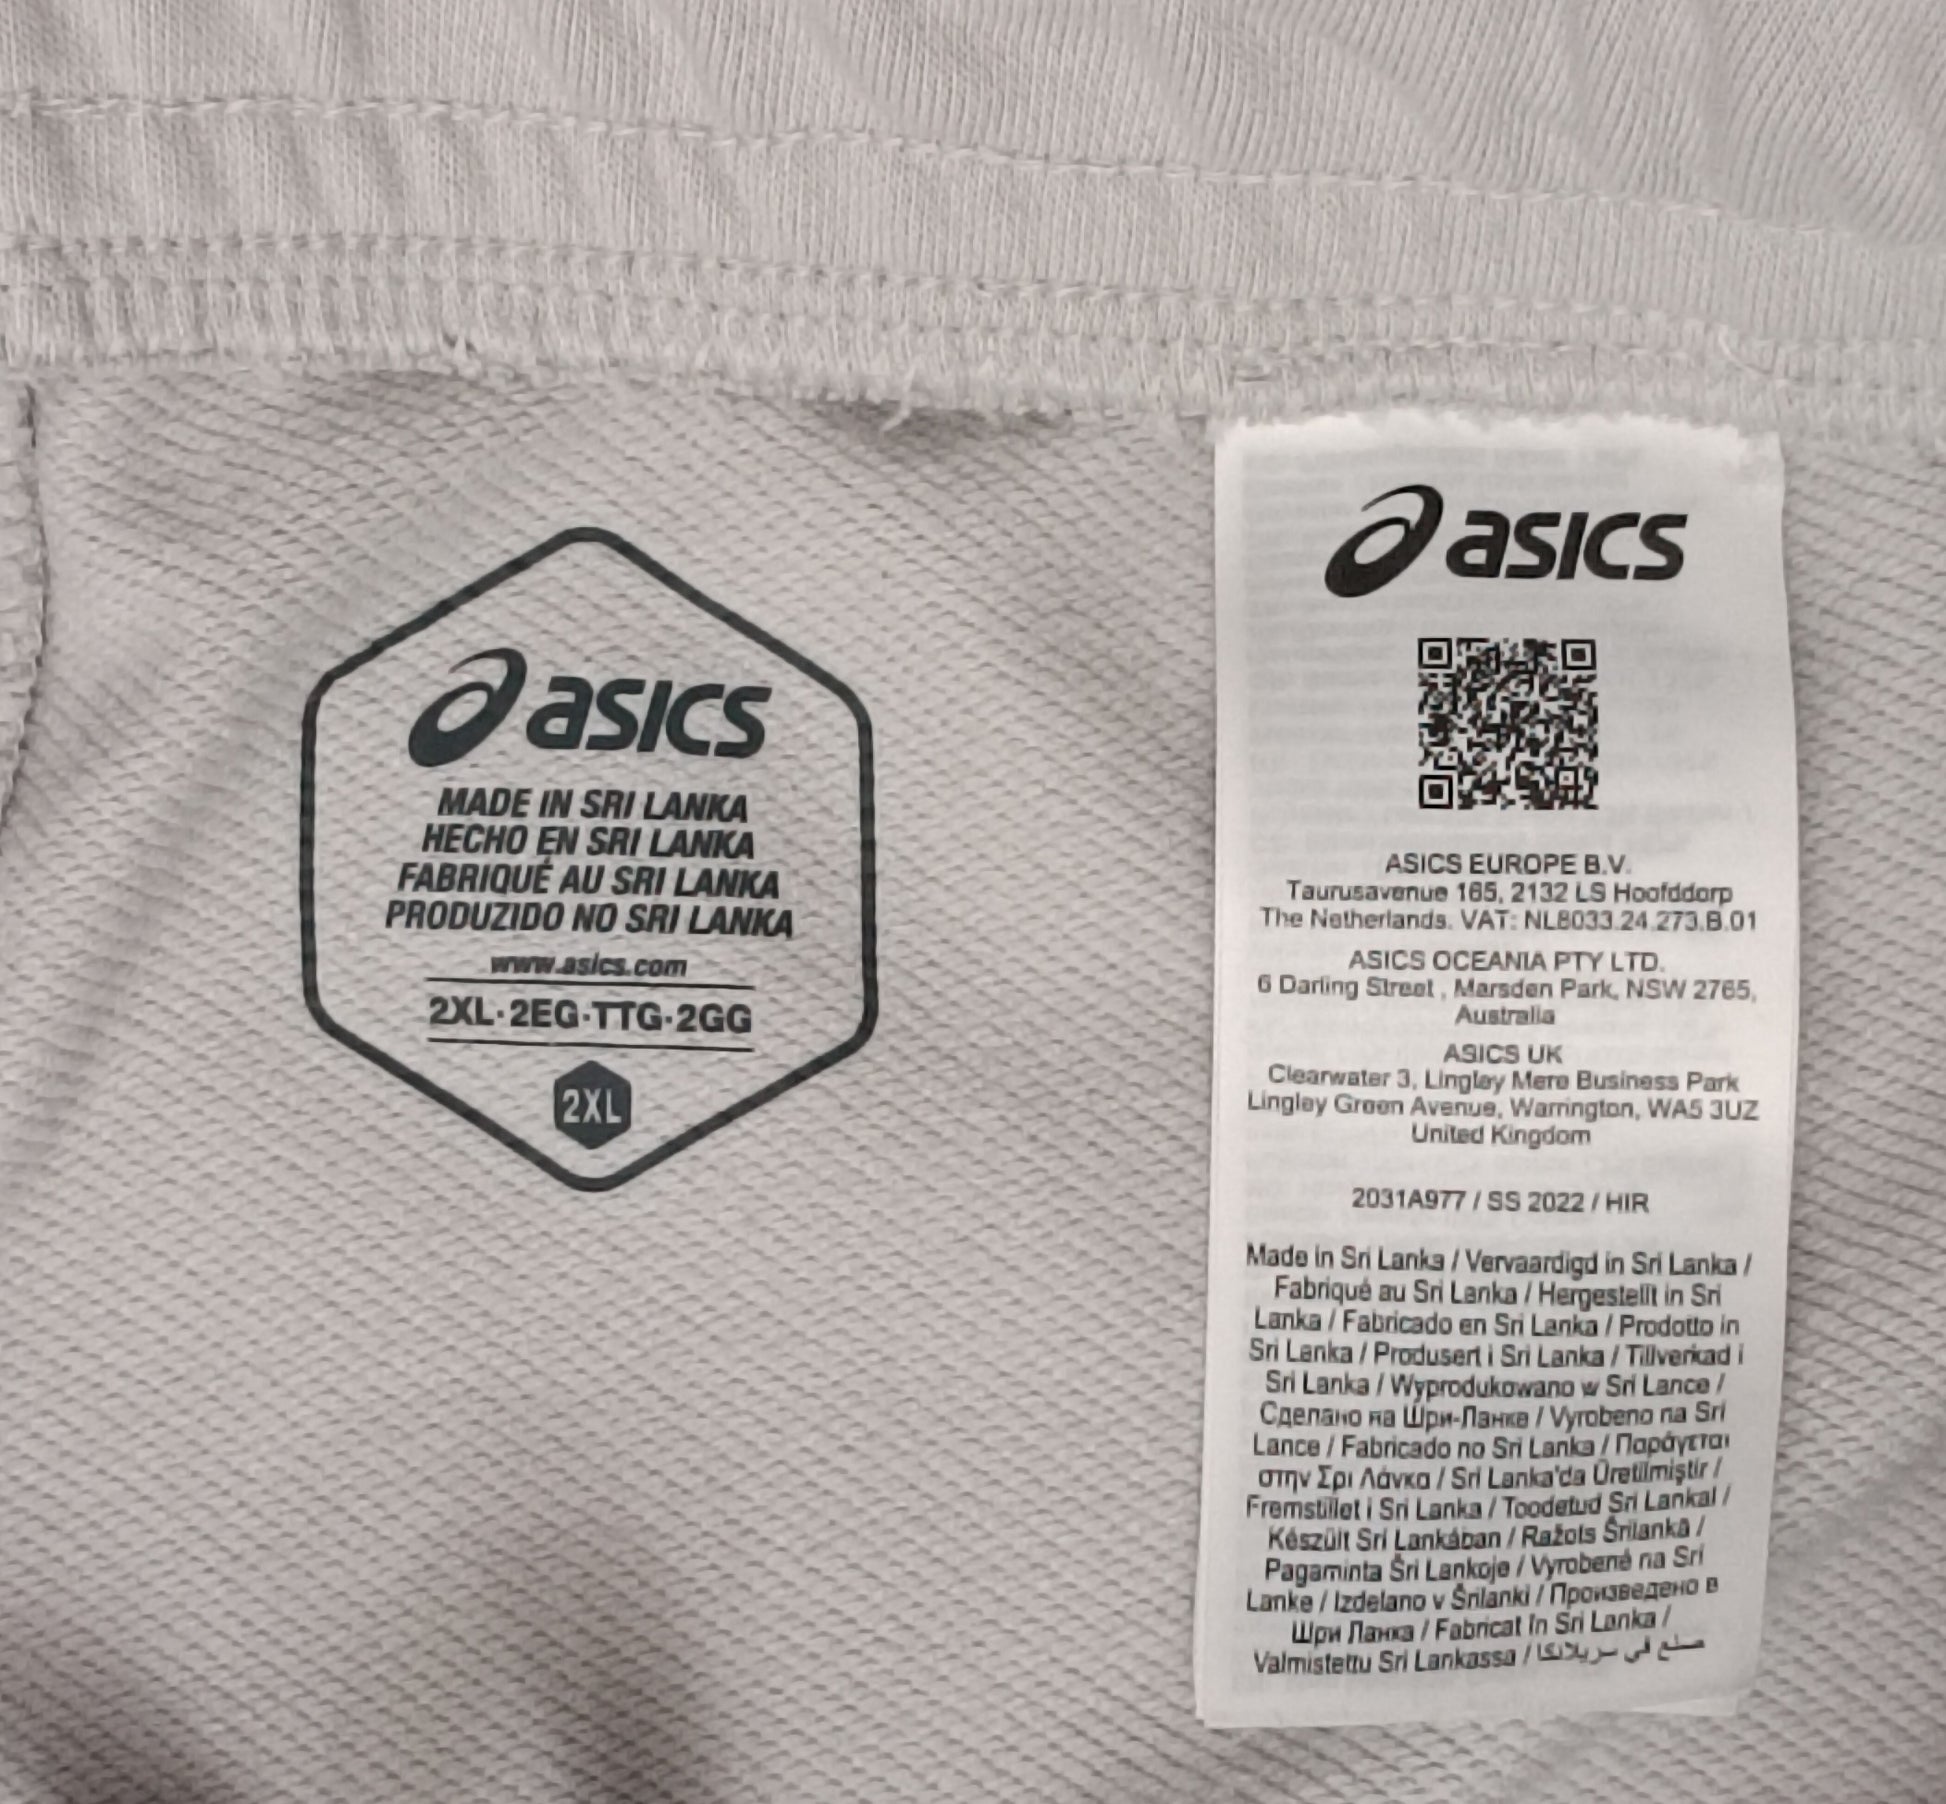 asics
MADE IN SRI LANKA
HECHO EN SRI LANKA
FABRIQUÉ AU SRI LANKA
PRODUZIDO NO SRI LANKA
www.asics.com
2XL·2EG·TTG·2GG
2XL
asics
ASICS EUROPE B.V.
Taurusavenue 165, 2132 LS Hoofddorp
The Netherlands. VAT: NL8033.24.273.B.01
ASICS OCEANIA PTY LTD.
6 Darling Street , Marsden Park, NSW 2765,
Australia
ASICS UK
Clearwater 3, Lingley Mere Business Park
Lingley Green Avenue, Warrington, WA5 3UZ
United Kingdom
2031A977 / SS 2022 / HIR
Made in Sri Lanka / Vervaardigd in Sri Lanka /
Fabriqué au Sri Lanka / Hergestellt in Sri
Lanka / Fabricado en Sri Lanka / Prodotto in
Sri Lanka / Produsert i Sri Lanka / Tillverkad i
Sri Lanka / Wyprodukowano w Sri Lance /
Сделано на Шри-Ланке / Vyrobeno na Srí
Lance / Fabricado no Sri Lanka / Παράγεται
στην Σρι Λάνκα / Sri Lanka'da Üretilmiştir /
Fremstillet i Sri Lanka / Toodetud Sri Lankal /
Készült Srí Lankában / Ražots Šrilankā /
Pagaminta Šri Lankoje / Vyrobené na Srí
Lanke / Izdelano v Šrilanki / Произведено в
Шри Ланка / Fabricat în Sri Lanka /
Valmistettu Sri Lankassa / صنع في سريلانكا